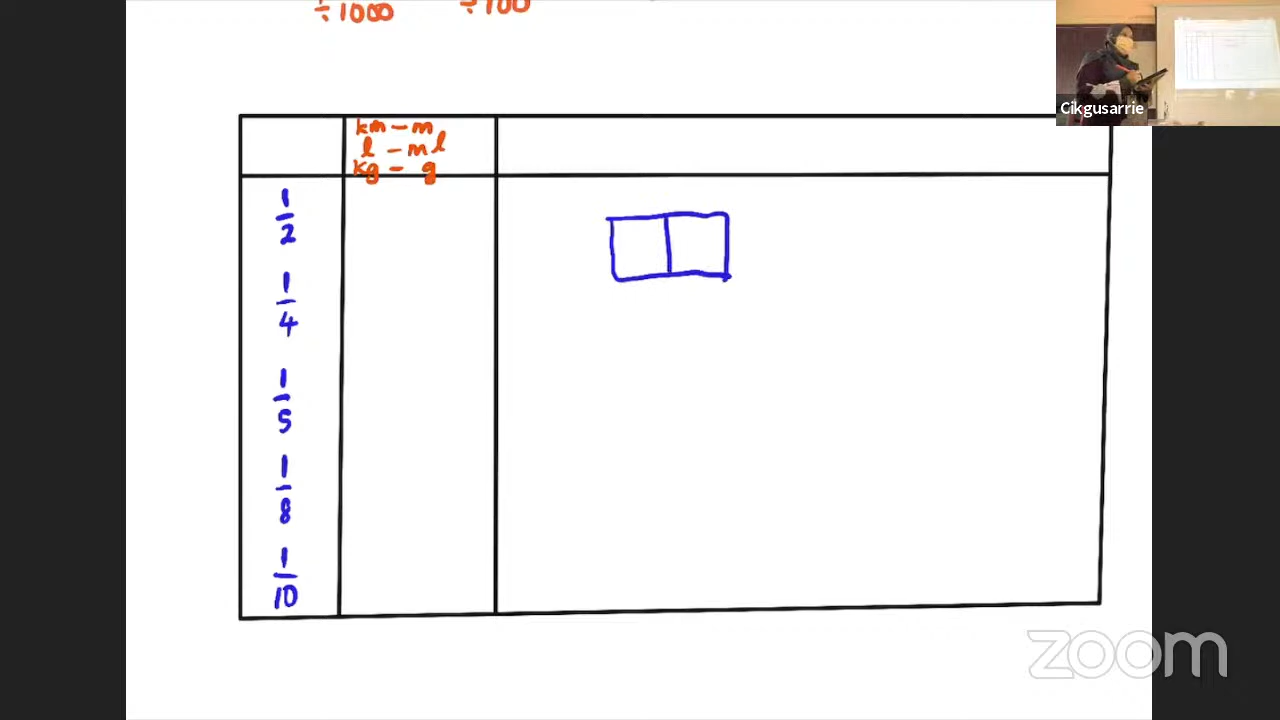 ÷1000 ÷100
Cikgusarrie
km - m
l - ml
kg - g
1/2
1/4
1/5
1/8
1/10
zoom